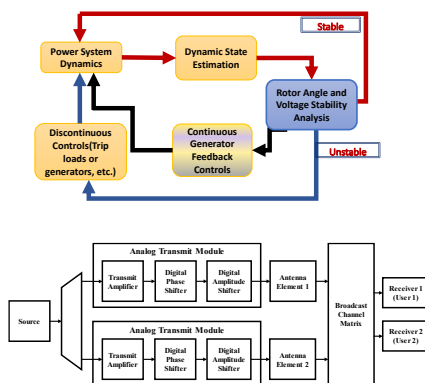 Stable
Power System
Dynamics
Dynamic State
Estimation
Rotor Angle and
Voltage Stability
Analysis
Discontinuous
Controls(Trip
loads or
generators, etc.)
Continuous
Generator
Feedback
Controls
Unstable
Analog Transmit Module
Transmit
Amplifier
Digital
Phase
Shifter
Digital
Amplitude
Shifter
Antenna
Element 1
Source
Broadcast
Channel
Matrix
Receiver 1
(User 1)
Receiver 2
(User 2)
Analog Transmit Module
Transmit
Amplifier
Digital
Phase
Shifter
Digital
Amplitude
Shifter
Antenna
Element 2